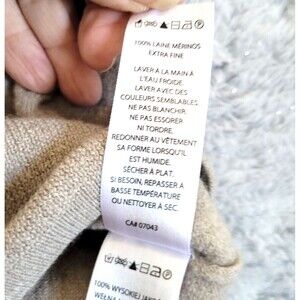 100% LAINE MÉRINOS
EXTRA FINE
LAVER À LA MAIN À
L'EAU FROIDE.
LAVER AVEC DES
COULEURS SEMBLABLES.
NE PAS BLANCHIR.
NE PAS ESSORER
NI TORDRE.
REDONNER AU VÊTEMENT
SA FORME LORSQU'IL
EST HUMIDE.
SÉCHER À PLAT.
SI BESOIN, REPASSER À
BASSE TEMPÉRATURE
OU NETTOYER À SEC.
CA# 07043
100% WYSOKIEJ
WEŁNA